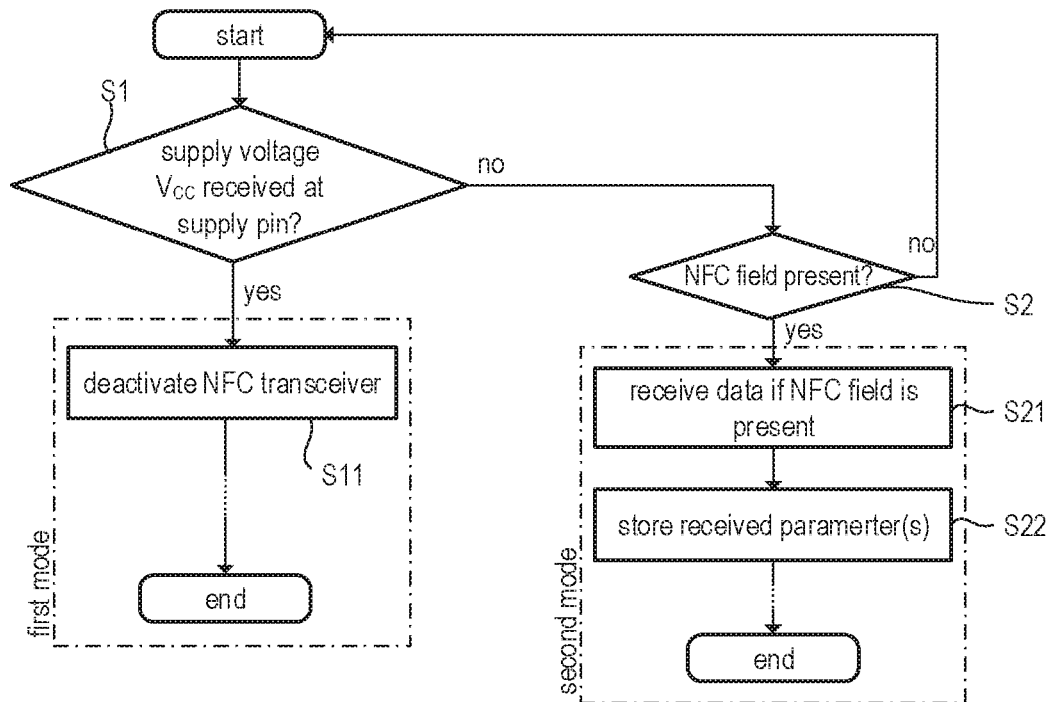 start
S1
supply voltage
VCC received at
supply pin?
no
NFC field present?
no
S2
yes
yes
deactivate NFC transceiver
S11
end
first mode
receive data if NFC field is
present
S21
store received paramerter(s)
S22
end
second mode